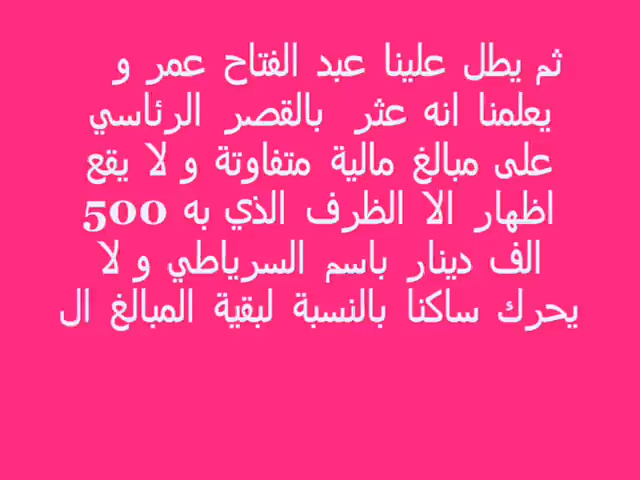 ثم يطل علينا عبد الفتاح عمر و
يعلمنا انه عثر بالقصر الرئاسي
على مبالغ مالية متفاوتة و لا يقع
اظهار الا الظرف الذي به 500
الف دينار باسم السرياطي و لا
يحرك ساكنا بالنسبة لبقية المبالغ ال